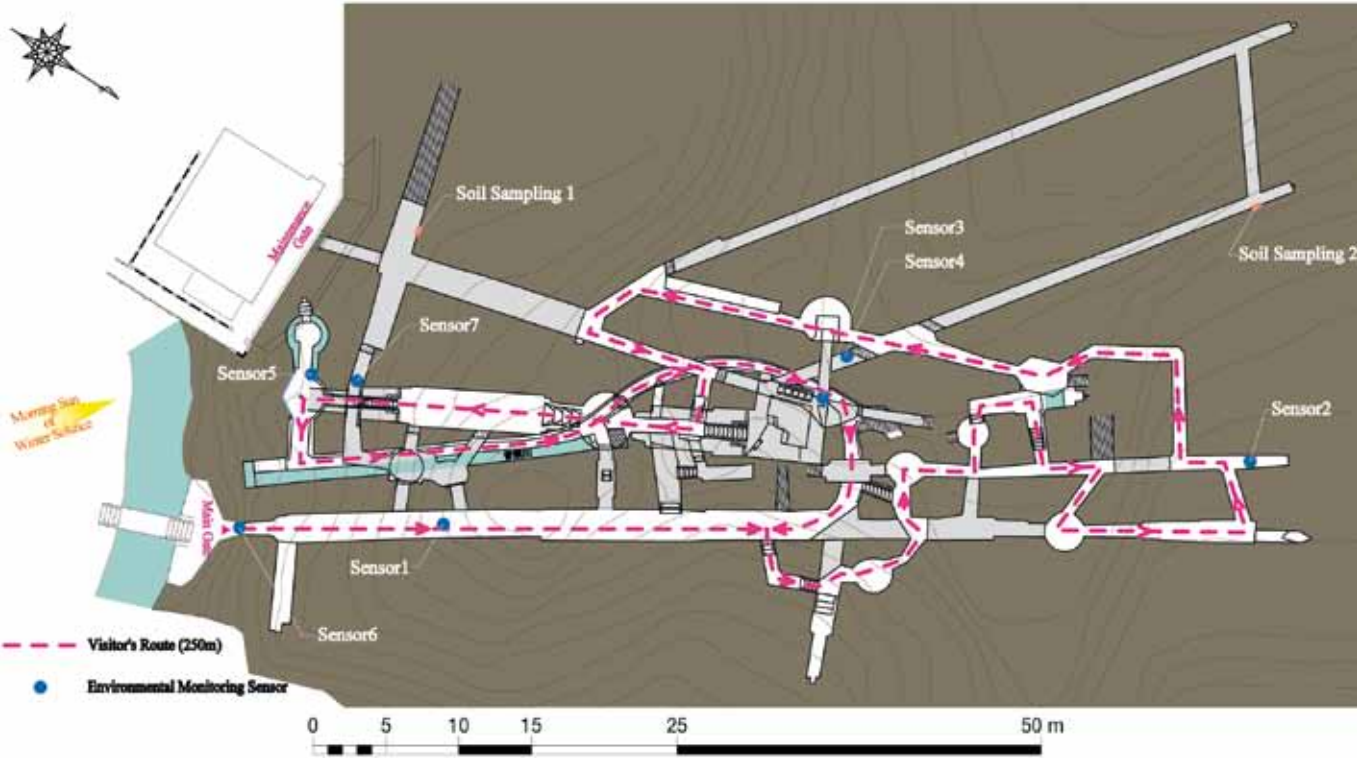 Soil Sampling 1
Maintenance
Gate
Sensor3
Sensor4
Soil Sampling 2
Sensor7
Sensor5
Morning Sun
of
Winter Solstice
Sensor2
Main Gate
Sensor1
Sensor6
Visitor's Route (250m)
Environmental Monitoring Sensor
0 5 10 15 25 50 m